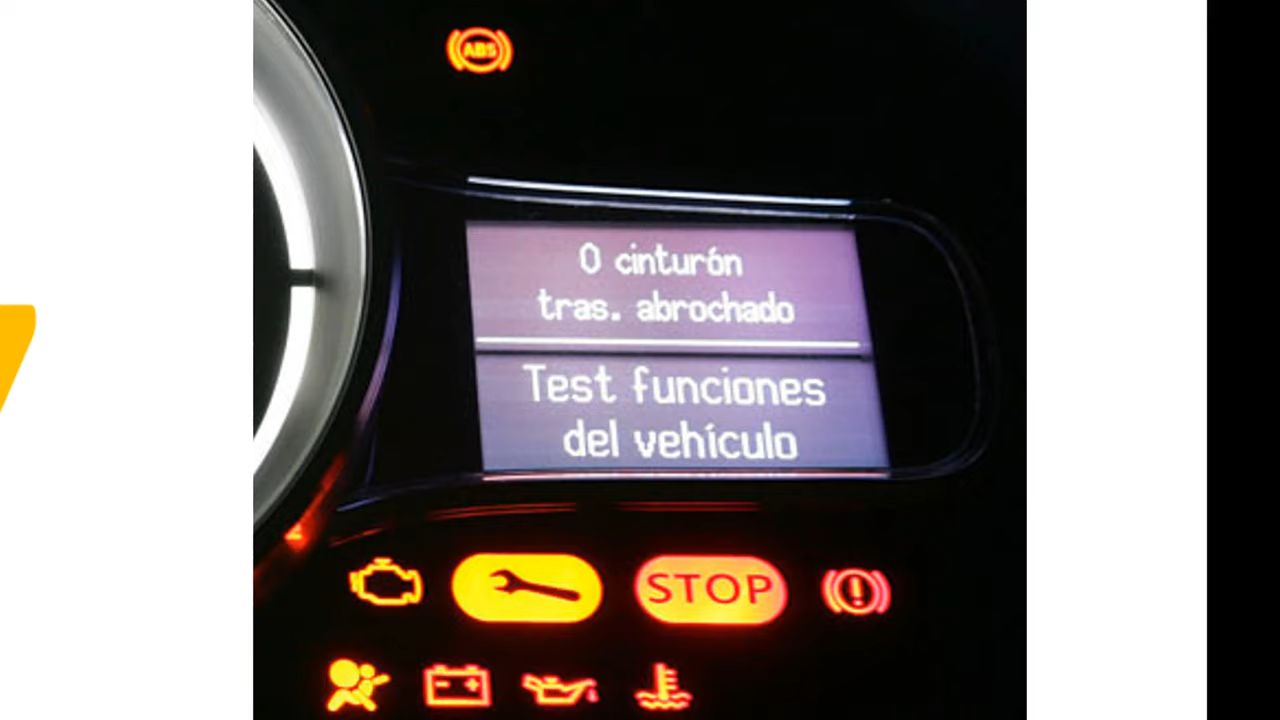 ABS
0 cinturón
tras. abrochado
Test funciones
del vehículo
STOP